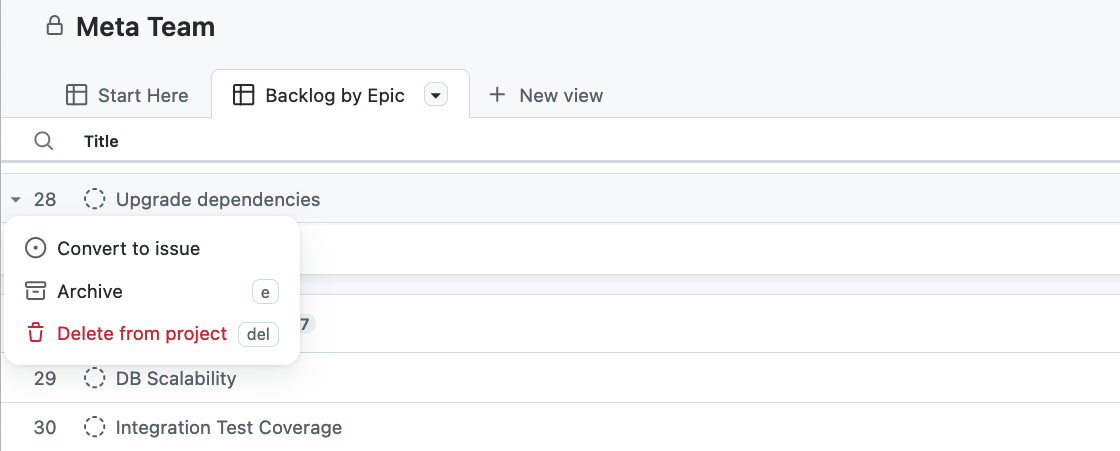 Meta Team
Start Here
Backlog by Epic
New view
Title
28 Upgrade dependencies
Convert to issue
Archive e
Delete from project del
7
29 DB Scalability
30 Integration Test Coverage